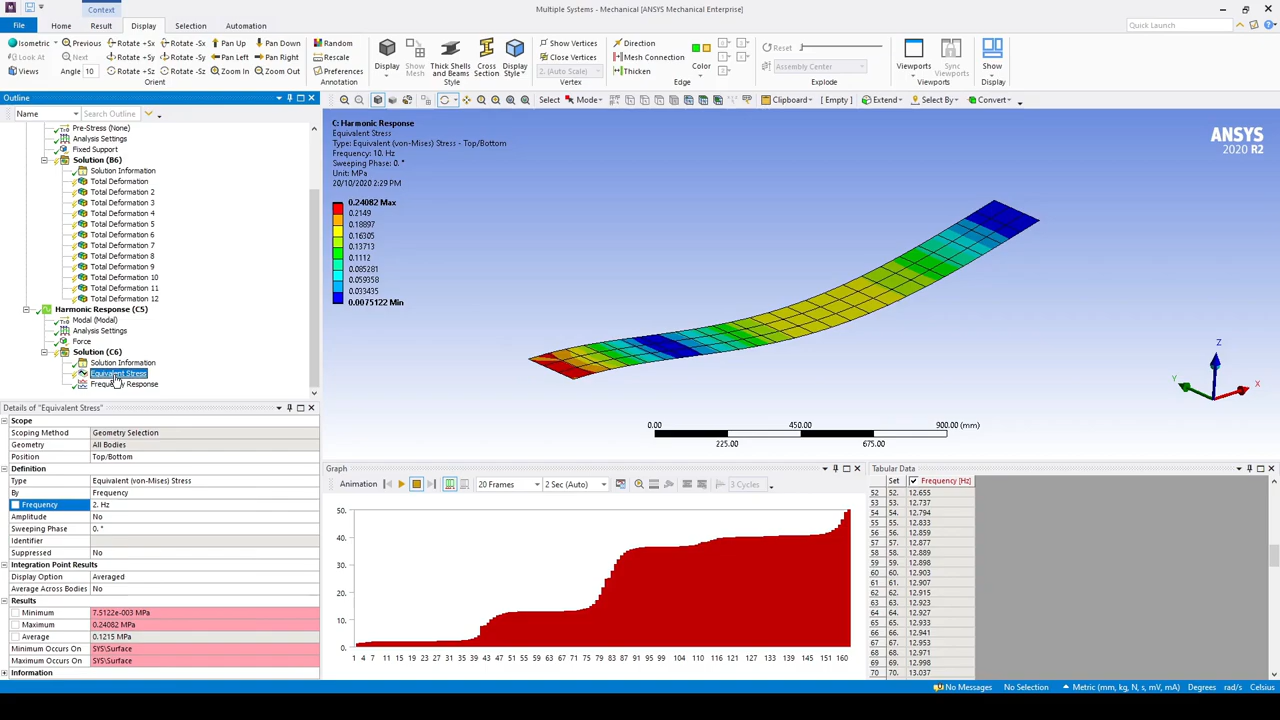 Context
Multiple Systems - Mechanical [ANSYS Mechanical Enterprise]
File Home Result Display Selection Automation
Quick Launch
Isometric Previous Rotate +Sx Rotate -Sx Pan Up Pan Down
Look At Next Rotate +Sy Rotate -Sy Pan Left Pan Right
Views Angle 10 Rotate +Sz Rotate -Sz Zoom In Zoom Out
Orient
Random
Rescale
Preferences
Annotation
Display
Show Mesh
Thick Shells and Beams
Cross Section
Display Style
Style
Show Vertices
Close Vertices
2. (Auto Scale)
Vertex
Direction
Mesh Connection
Thicken
Color
Edge
Reset
Assembly Center
Explode
Viewports
Sync Viewports
Viewports
Show
Display
Outline
Name Search Outline
Select Mode Clipboard [ Empty ] Extend Select By Convert
Pre-Stress (None)
Analysis Settings
Fixed Support
Solution (B6)
Solution Information
Total Deformation
Total Deformation 2
Total Deformation 3
Total Deformation 4
Total Deformation 5
Total Deformation 6
Total Deformation 7
Total Deformation 8
Total Deformation 9
Total Deformation 10
Total Deformation 11
Total Deformation 12
Harmonic Response (C5)
Modal (Modal)
Analysis Settings
Force
Solution (C6)
Solution Information
Equivalent Stress
Frequency Response
C: Harmonic Response
Equivalent Stress
Type: Equivalent (von-Mises) Stress - Top/Bottom
Frequency: 10. Hz
Sweeping Phase: 0. °
Unit: MPa
20/10/2020 2:29 PM
0.24082 Max
0.2149
0.18897
0.16305
0.13713
0.1112
0.085281
0.059358
0.033435
0.0075122 Min
ANSYS
2020 R2
Z
Y
X
0.00 450.00 900.00 (mm)
225.00 675.00
Details of "Equivalent Stress"
Scope
Scoping Method Geometry Selection
Geometry All Bodies
Position Top/Bottom
Definition
Type Equivalent (von-Mises) Stress
By Frequency
Frequency 2. Hz
Amplitude No
Sweeping Phase 0. °
Identifier
Suppressed No
Integration Point Results
Display Option Averaged
Average Across Bodies No
Results
Minimum 7.5122e-003 MPa
Maximum 0.24082 MPa
Average 0.1215 MPa
Minimum Occurs On SYS\Surface
Maximum Occurs On SYS\Surface
Information
Graph
Animation 20 Frames 2 Sec (Auto) 3 Cycles
50.
40.
30.
20.
10.
0.
1 4 7 11 15 19 23 27 31 35 39 43 47 51 55 59 63 67 71 75 79 83 87 91 95 99 104 109 114 120 125 130 135 140 145 151 160
Tabular Data
Set Frequency [Hz]
52 52. 12.655
53 53. 12.737
54 54. 12.794
55 55. 12.833
56 56. 12.859
57 57. 12.877
58 58. 12.889
59 59. 12.898
60 60. 12.903
61 61. 12.907
62 62. 12.915
63 63. 12.923
64 64. 12.927
65 65. 12.933
66 66. 12.941
67 67. 12.953
68 68. 12.971
69 69. 12.998
70 70. 13.037
No Messages No Selection Metric (mm, kg, N, s, mV, mA) Degrees rad/s Celsius